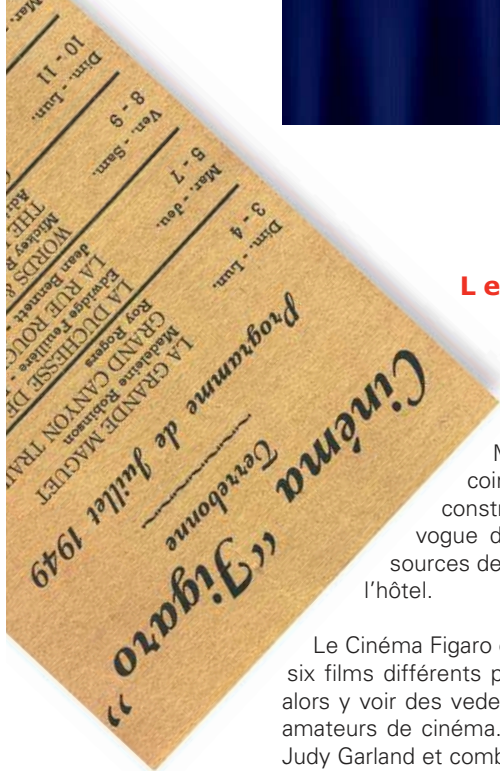 Cinéma "Figaro"
Terrebonne
Programme de Juillet 1949
Dim. - Lun.
3 - 4
LA GRANDE MAGUET
Madeleine Robinson
GRAND CANYON TRAI
Roy Rogers
Mar. - Jeu.
5 - 7
LA DUCHESSE DE
Edwidge Feuillere -
LA RUE ROUG
Jean Bennett -
Ven. - Sam.
8 - 9
WORDS &
Mickey R
THE
Dim. - Lun.
10 - 11
Mar. -
Le
M
coin
constr
vogue d
sources de
l'hôtel.
Le Cinéma Figaro
six films différents p
alors y voir des vede
amateurs de cinéma.
Judy Garland et comb